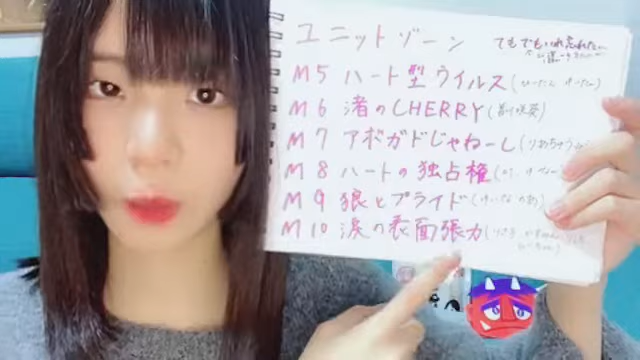 ユニットゾーン
M5 ハート型ウイルス
M6 渚のCHERRY
M7 アボガドじゃねーし
M8 ハートの独占権
M9 狼とプライド
M10 涙の表面張力